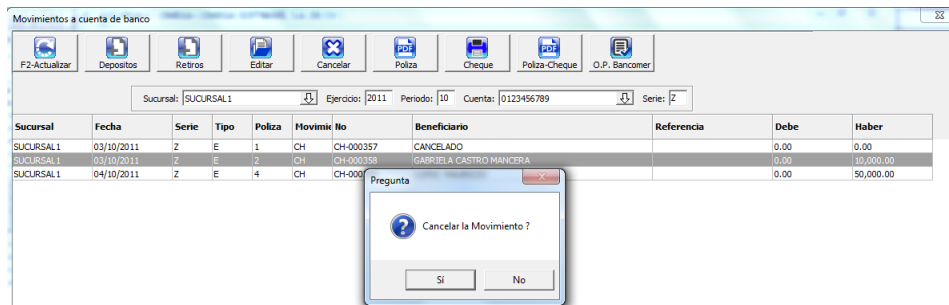 Movimientos a cuenta de banco
F2-Actualizar Depositos Retiros Editar Cancelar Poliza Cheque Poliza-Cheque O.P. Bancomer
PDF PDF
Sucursal: SUCURSAL1 Ejercicio: 2011 Periodo: 10 Cuenta: 0123456789 Serie: Z
Sucursal Fecha Serie Tipo Poliza Movimie No Beneficiario Referencia Debe Haber
SUCURSAL1 03/10/2011 Z E 1 CH CH-000357 CANCELADO 0.00 0.00
SUCURSAL1 03/10/2011 Z E 2 CH CH-000358 GABRIELA CASTRO MANCERA 0.00 10,000.00
SUCURSAL1 04/10/2011 Z E 4 CH CH-000 0.00 50,000.00
Pregunta
Cancelar la Movimiento ?
Sí No